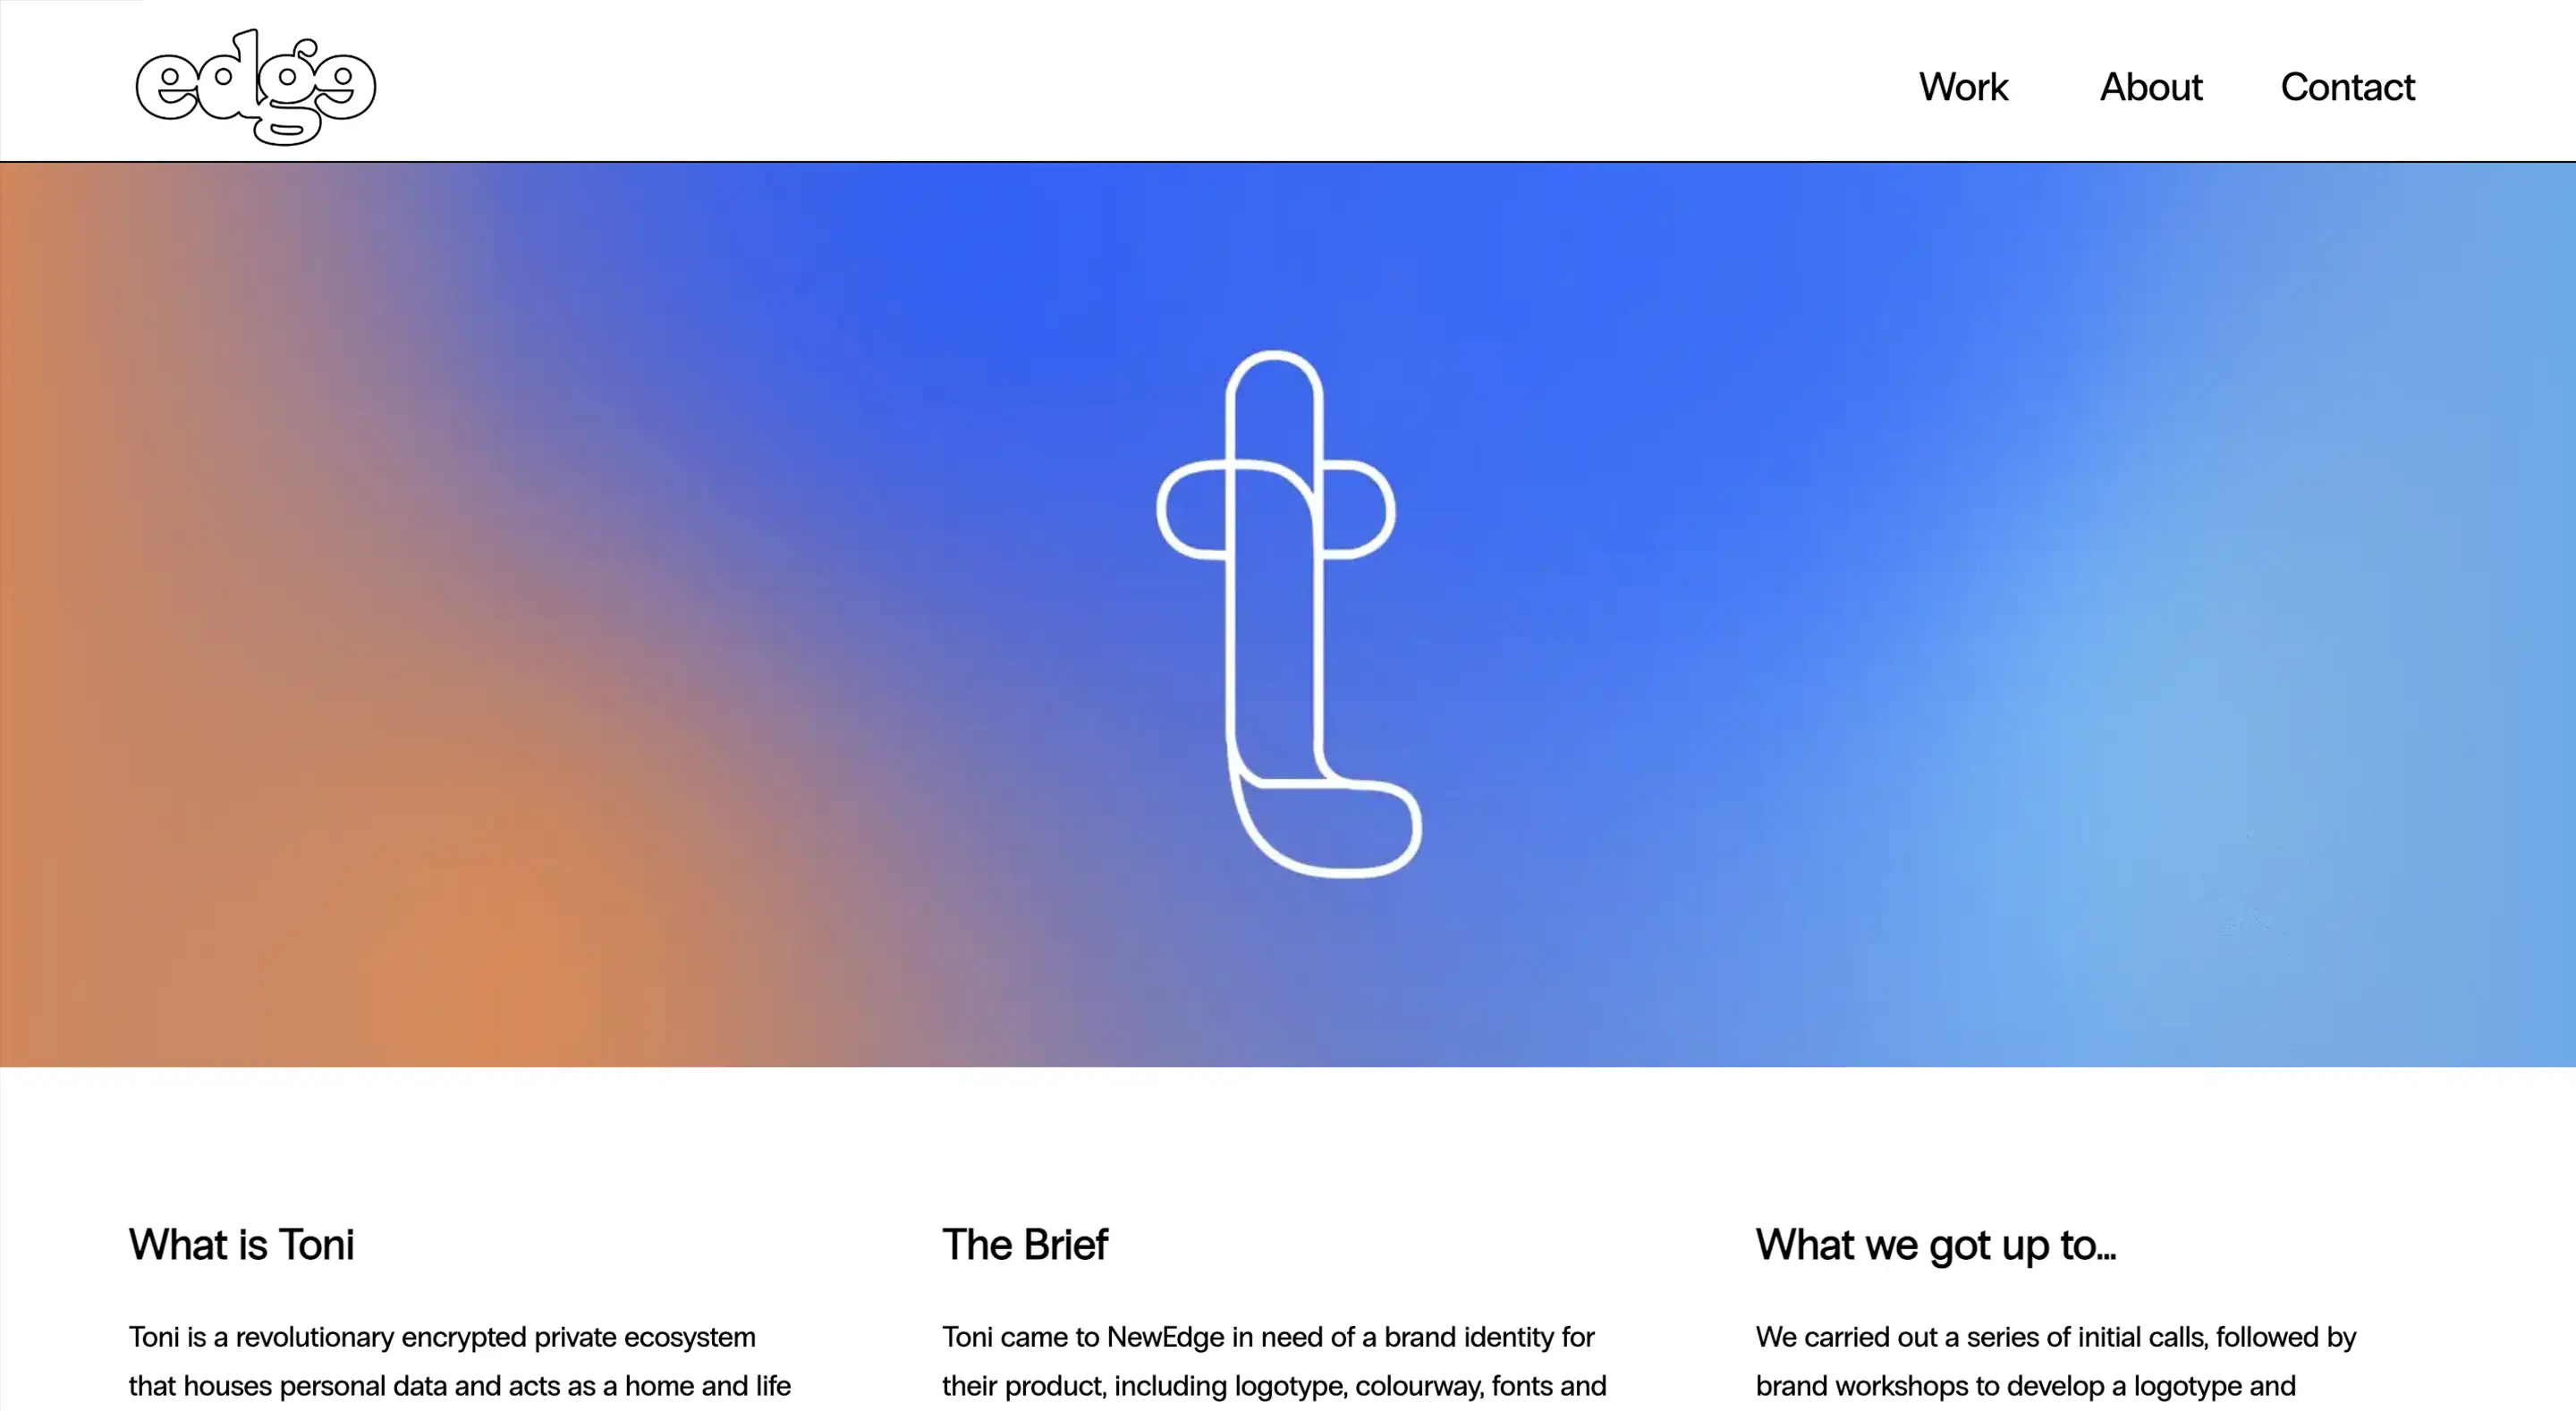 edge
Work About Contact
t
What is Toni
Toni is a revolutionary encrypted private ecosystem
that houses personal data and acts as a home and life
The Brief
Toni came to NewEdge in need of a brand identity for
their product, including logotype, colourway, fonts and
What we got up to...
We carried out a series of initial calls, followed by
brand workshops to develop a logotype and